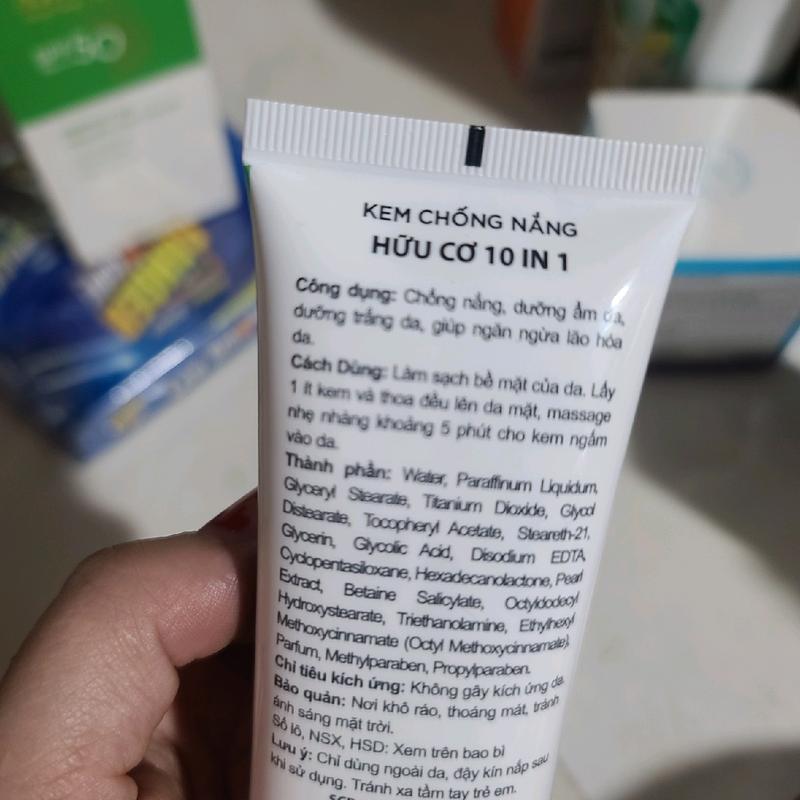 KEM CHỐNG NẮNG
HỮU CƠ 10 IN 1
Công dụng: Chống nắng, dưỡng ẩm da,
dưỡng trắng da, giúp ngăn ngừa lão hóa
da.
Cách Dùng: Làm sạch bề mặt của da. Lấy
1 ít kem và thoa đều lên da mặt, massage
nhẹ nhàng khoảng 5 phút cho kem ngấm
vào da.
Thành phần: Water, Paraffinum Liquidum,
Glyceryl Stearate, Titanium Dioxide, Glycol
Distearate, Tocopheryl Acetate, Steareth-21,
Glycerin, Glycolic Acid, Disodium EDTA,
Cyclopentasiloxane, Hexadecanolactone, Pearl
Extract, Betaine Salicylate, Octyldodecyl
Hydroxystearate, Triethanolamine, Ethylhexyl
Methoxycinnamate (Octyl Methoxycinnamate),
Parfum, Methylparaben, Propylparaben.
Chỉ tiêu kích ứng: Không gây kích ứng da.
Bảo quản: Nơi khô ráo, thoáng mát, tránh
ánh sáng mặt trời.
Số lô, NSX, HSD: Xem trên bao bì
Lưu ý: Chỉ dùng ngoài da, đậy kín nắp sau
khi sử dụng. Tránh xa tầm tay trẻ em.